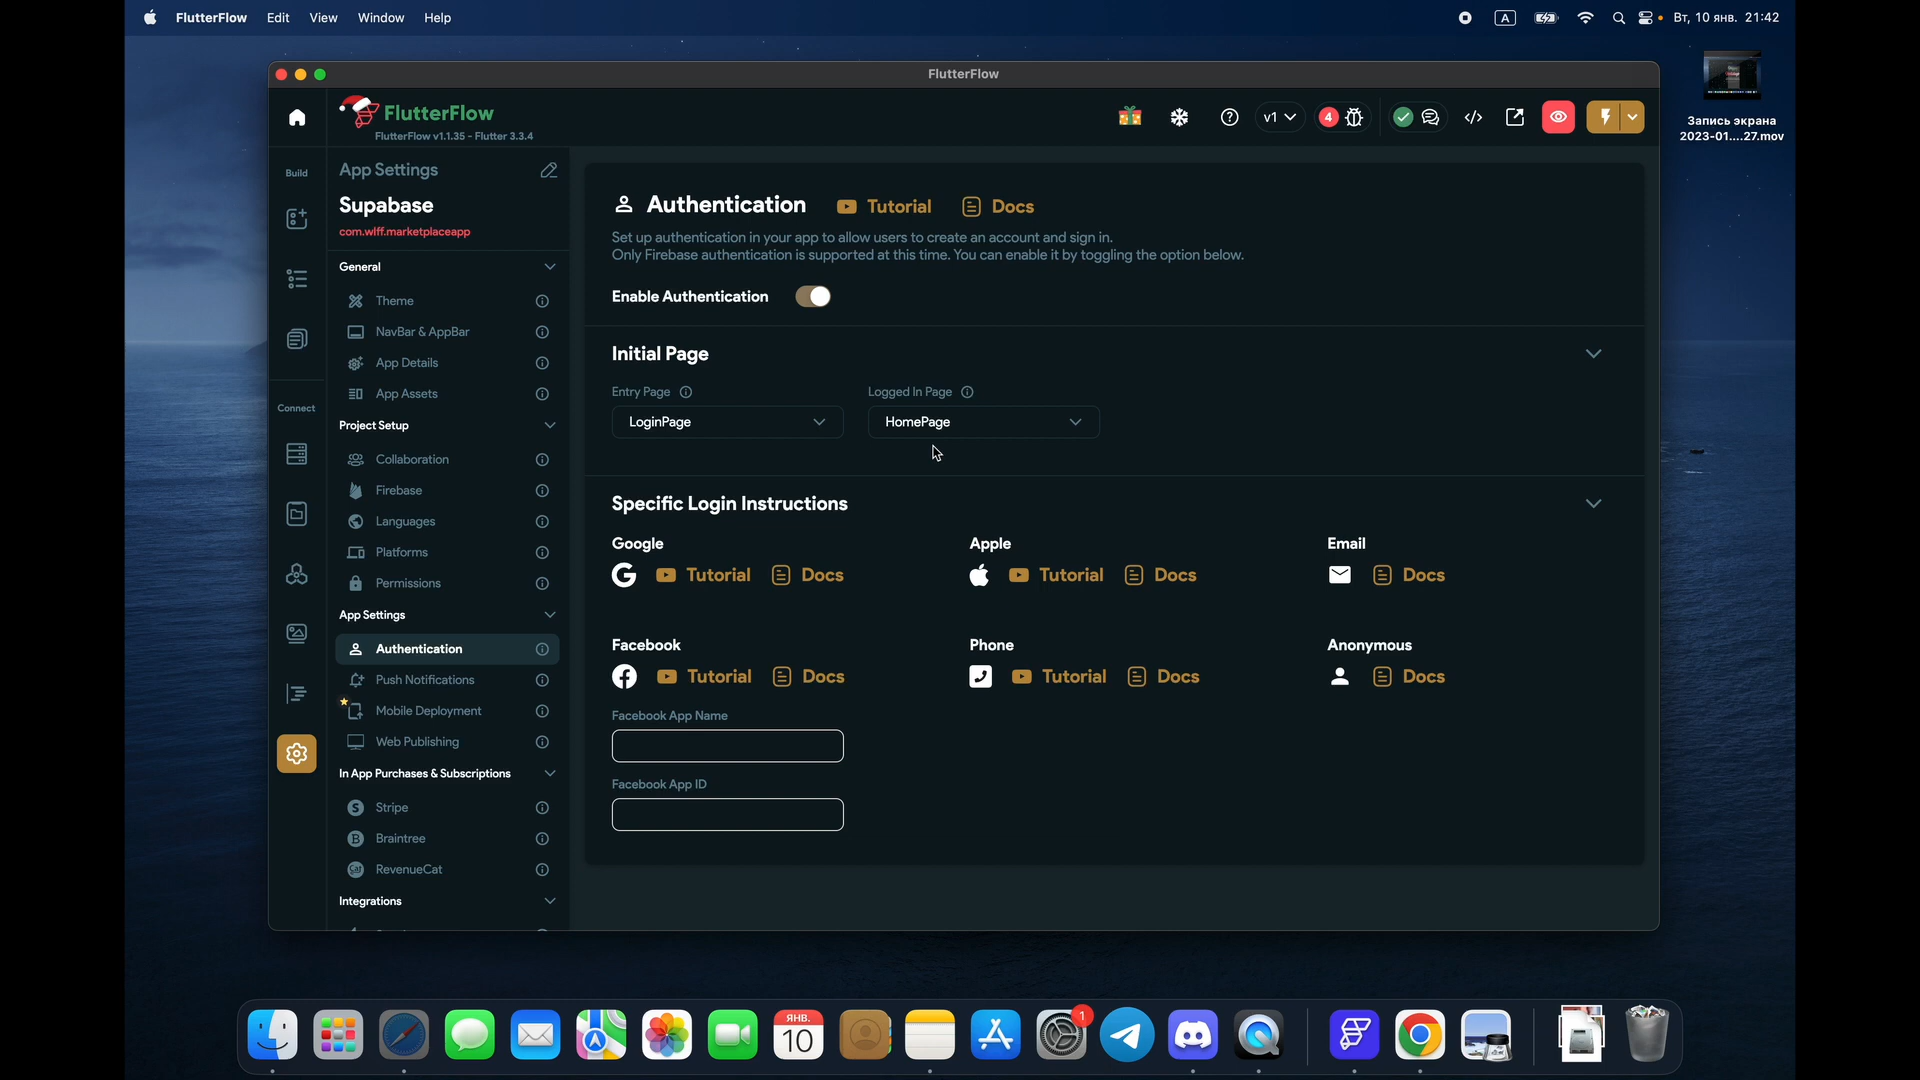 FlutterFlow Edit View Window Help
A Вт, 10 янв. 21:42
FlutterFlow
Запись экрана
2023-01....27.mov
FlutterFlow
FlutterFlow v1.1.35 - Flutter 3.3.4
v1
4
Build
Connect
App Settings
Supabase
com.wlff.marketplaceapp
General
Theme
NavBar & AppBar
App Details
App Assets
Project Setup
Collaboration
Firebase
Languages
Platforms
Permissions
App Settings
Authentication
Push Notifications
Mobile Deployment
Web Publishing
In App Purchases & Subscriptions
Stripe
Braintree
RevenueCat
Integrations
Authentication Tutorial Docs
Set up authentication in your app to allow users to create an account and sign in.
Only Firebase authentication is supported at this time. You can enable it by toggling the option below.
Enable Authentication
Initial Page
Entry Page Logged In Page
LoginPage HomePage
Specific Login Instructions
Google Apple Email
Tutorial Docs Tutorial Docs Docs
Facebook Phone Anonymous
Tutorial Docs Tutorial Docs Docs
Facebook App Name
Facebook App ID
ЯНВ.
10
1